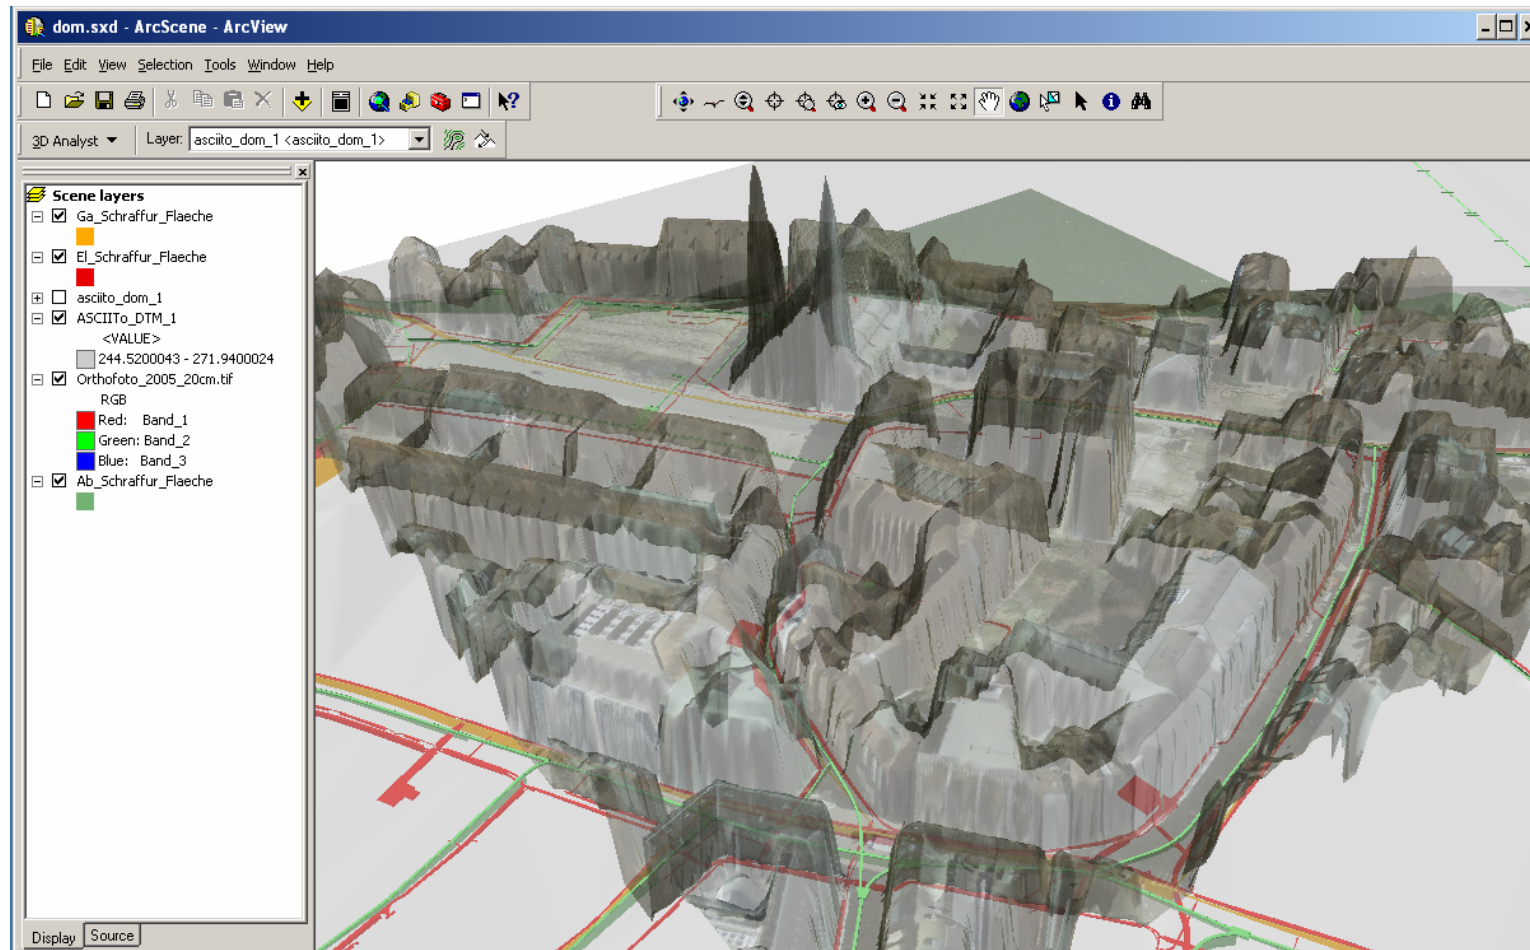 dom.sxd - ArcScene - ArcView
File Edit View Selection Tools Window Help
3D Analyst Layer: asciito_dom_1 <asciito_dom_1>
Scene layers
Ga_Schraffur_Flaeche
El_Schraffur_Flaeche
asciito_dom_1
ASCIITo_DTM_1
<VALUE>
244.5200043 - 271.9400024
Orthofoto_2005_20cm.tif
RGB
Red: Band_1
Green: Band_2
Blue: Band_3
Ab_Schraffur_Flaeche
Display Source